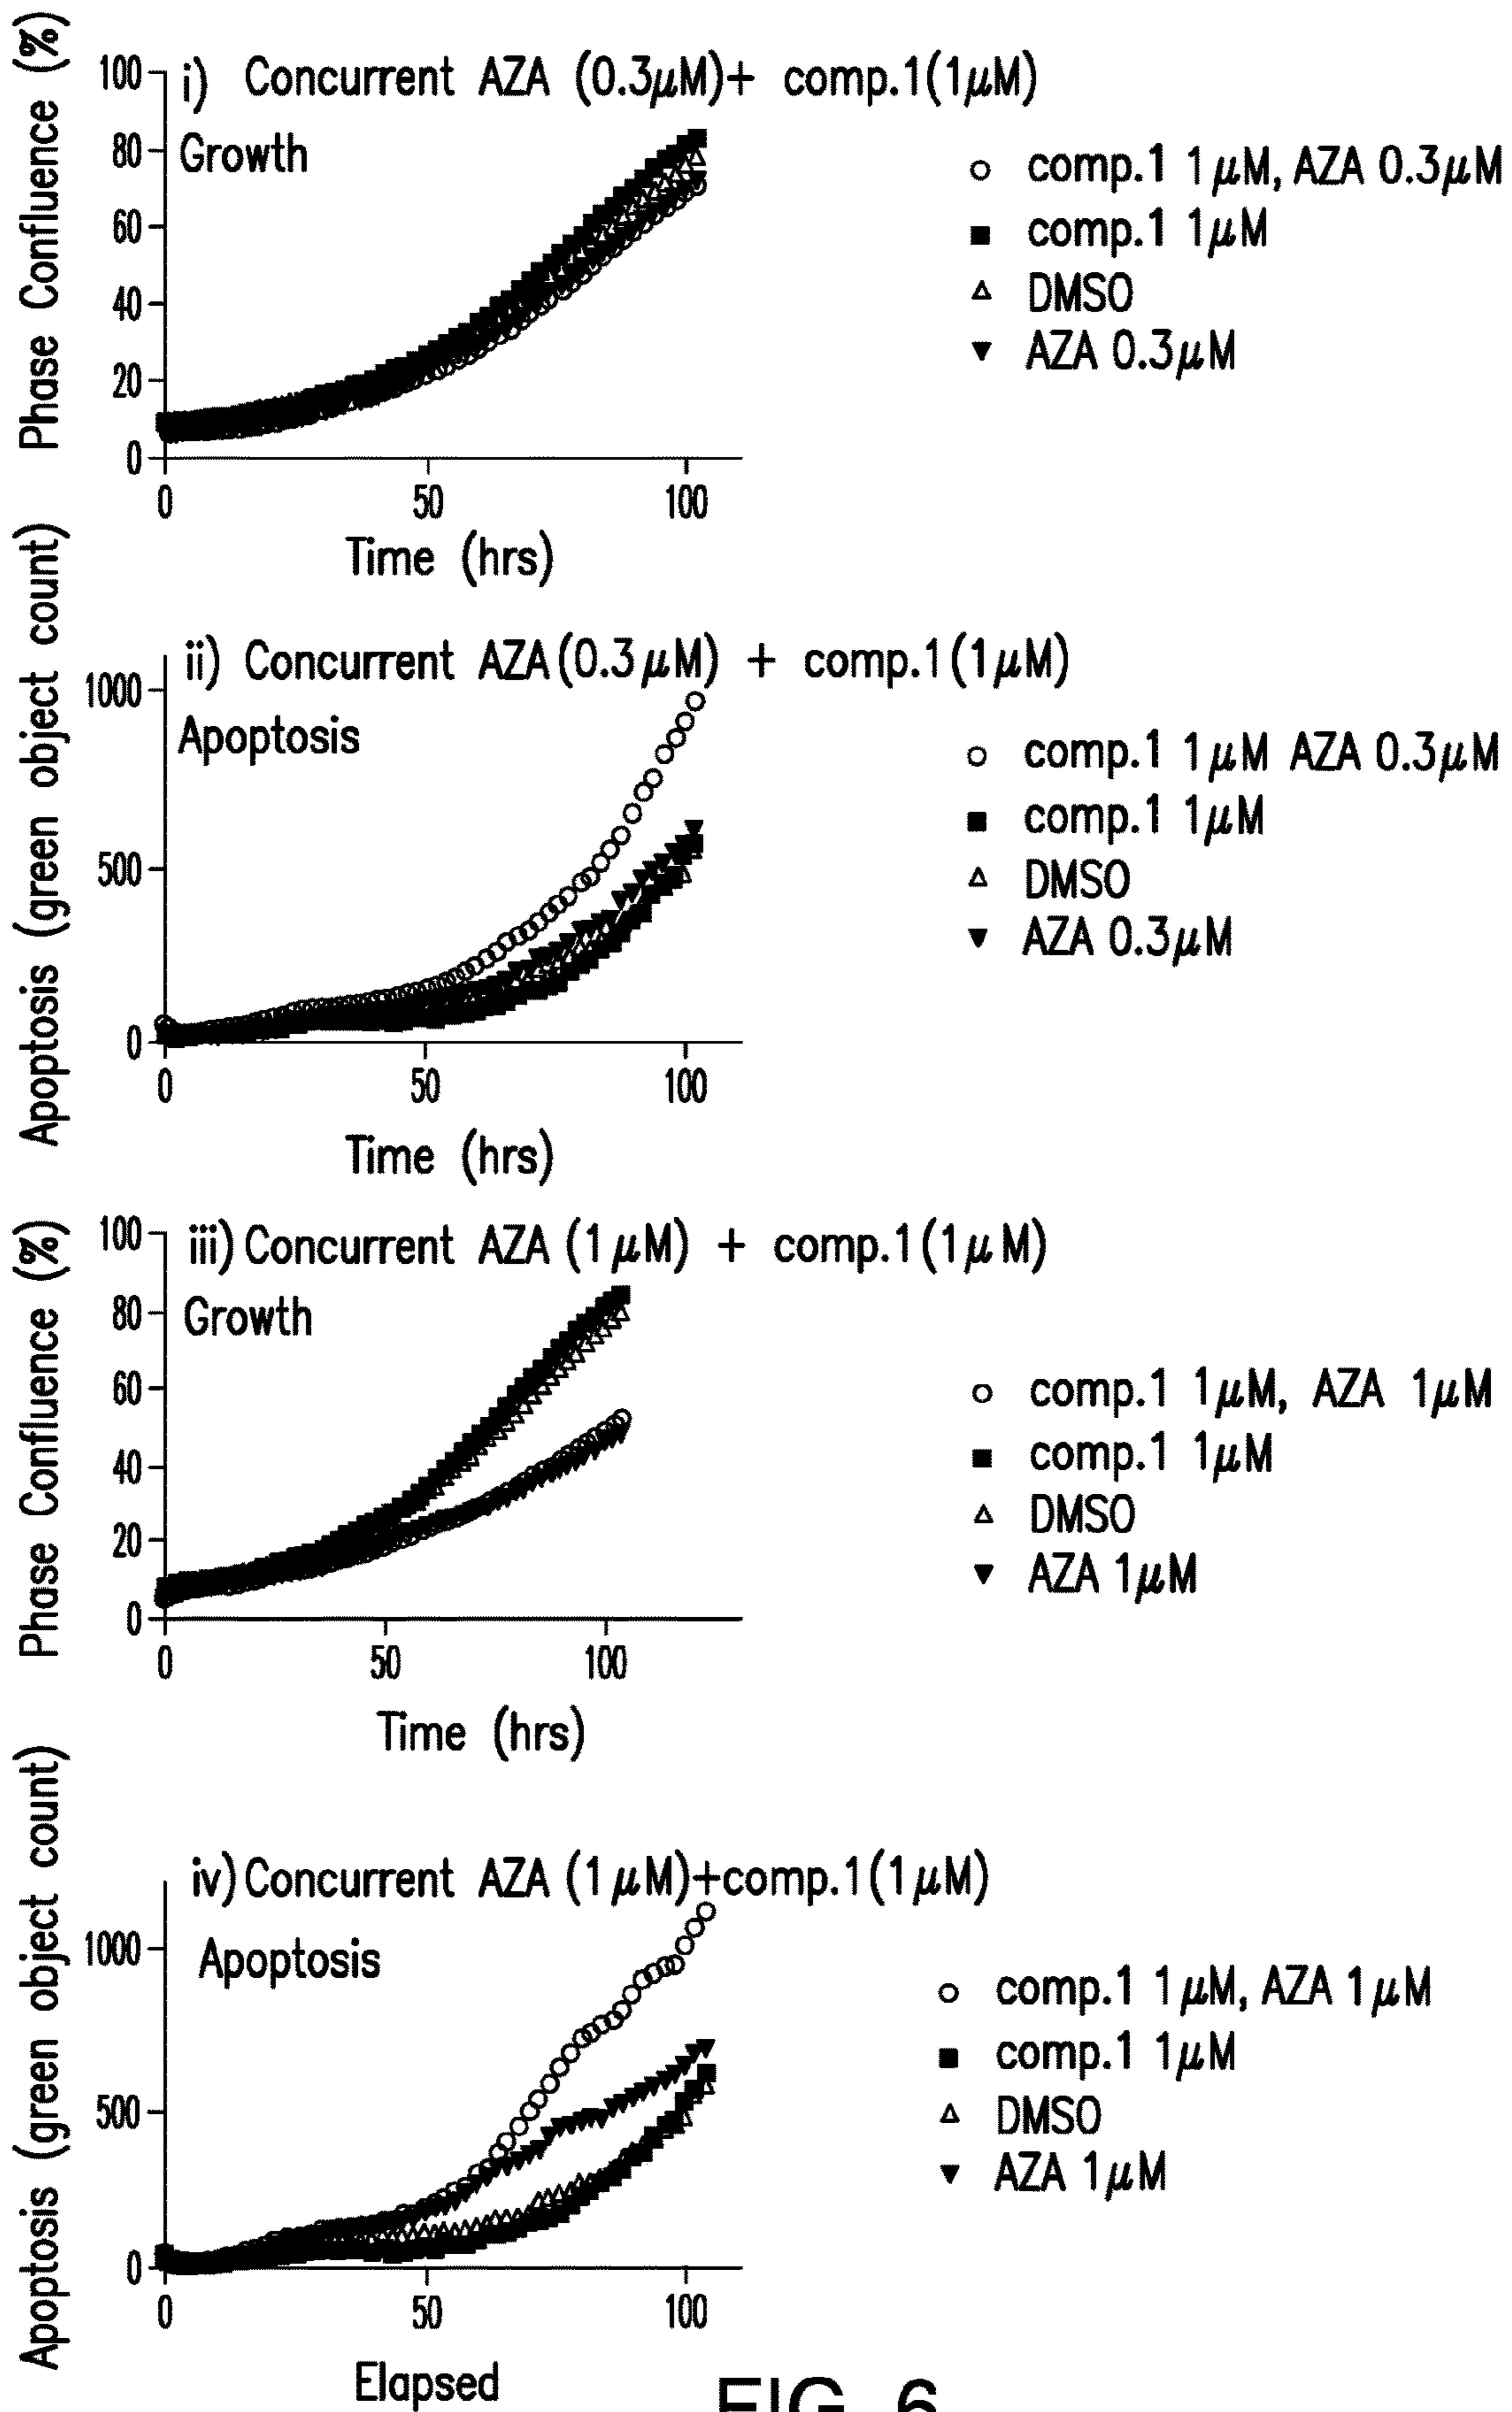 Phase Confluence (%)
i) Concurrent AZA (0.3μM)+ comp.1(1μM)
Growth
100
80
60
40
20
0
0 50 100
Time (hrs)
comp.1 1μM, AZA 0.3μM
comp.1 1μM
DMSO
AZA 0.3μM
Apoptosis (green object count)
ii) Concurrent AZA(0.3μM) + comp.1(1μM)
Apoptosis
1000
500
0
0 50 100
Time (hrs)
comp.1 1μM AZA 0.3μM
comp.1 1μM
DMSO
AZA 0.3μM
Phase Confluence (%)
iii) Concurrent AZA (1μM) + comp.1(1μM)
Growth
100
80
60
40
20
0
0 50 100
Time (hrs)
comp.1 1μM, AZA 1μM
comp.1 1μM
DMSO
AZA 1μM
Apoptosis (green object count)
iv) Concurrent AZA (1μM)+comp.1(1μM)
Apoptosis
1000
500
0
0 50 100
Elapsed
comp.1 1μM, AZA 1μM
comp.1 1μM
DMSO
AZA 1μM
FIG. 6